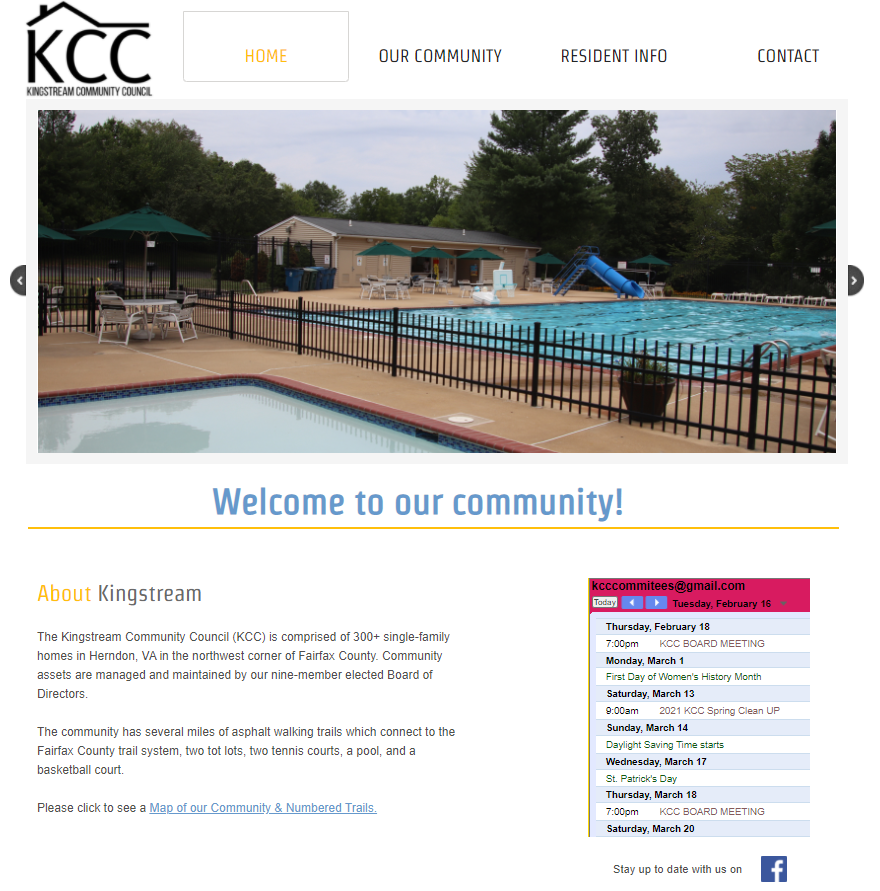 KCC
KINGSTREAM COMMUNITY COUNCIL
HOME
OUR COMMUNITY
RESIDENT INFO
CONTACT
Welcome to our community!
About Kingstream
The Kingstream Community Council (KCC) is comprised of 300+ single-family
homes in Herndon, VA in the northwest corner of Fairfax County. Community
assets are managed and maintained by our nine-member elected Board of
Directors.
The community has several miles of asphalt walking trails which connect to the
Fairfax County trail system, two tot lots, two tennis courts, a pool, and a
basketball court.
Please click to see a Map of our Community & Numbered Trails.
kcccommitees@gmail.com
Today Tuesday, February 16
Thursday, February 18
7:00pm KCC BOARD MEETING
Monday, March 1
First Day of Women's History Month
Saturday, March 13
9:00am 2021 KCC Spring Clean UP
Sunday, March 14
Daylight Saving Time starts
Wednesday, March 17
St. Patrick's Day
Thursday, March 18
7:00pm KCC BOARD MEETING
Saturday, March 20
Stay up to date with us on f